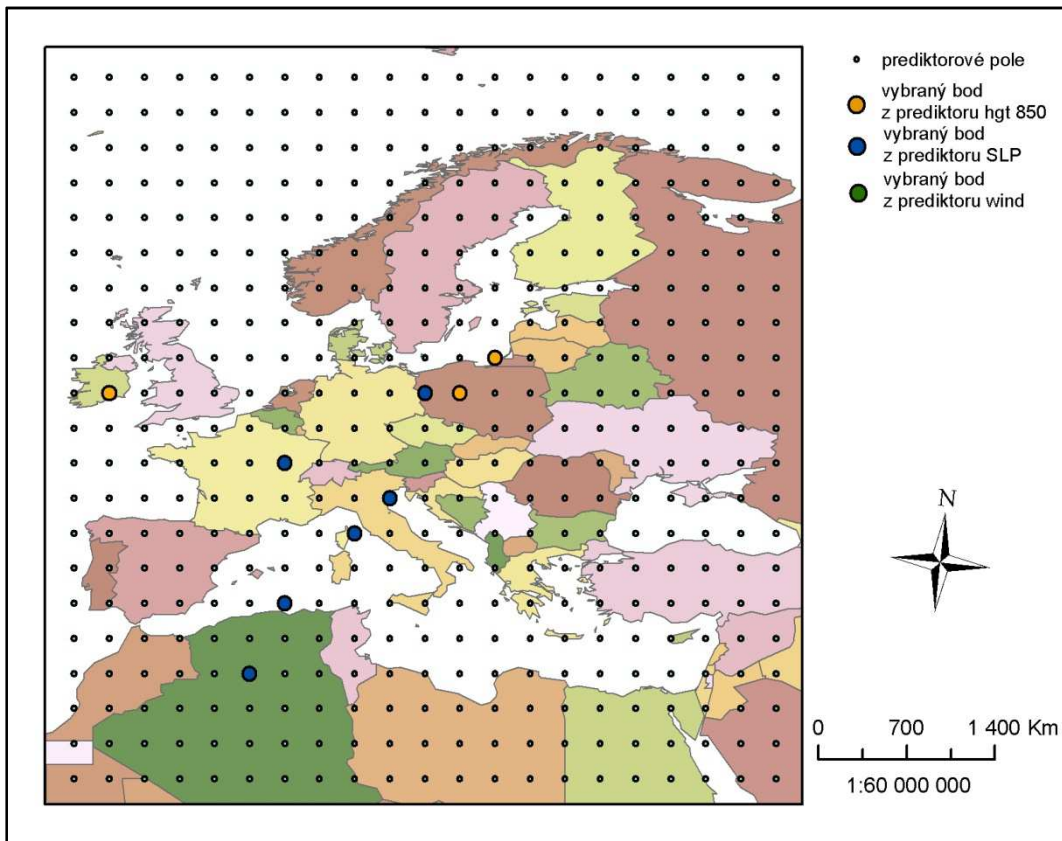 prediktorové pole
vybraný bod
z prediktoru hgt 850
vybraný bod
z prediktoru SLP
vybraný bod
z prediktoru wind
N
0 700 1 400 Km
1:60 000 000